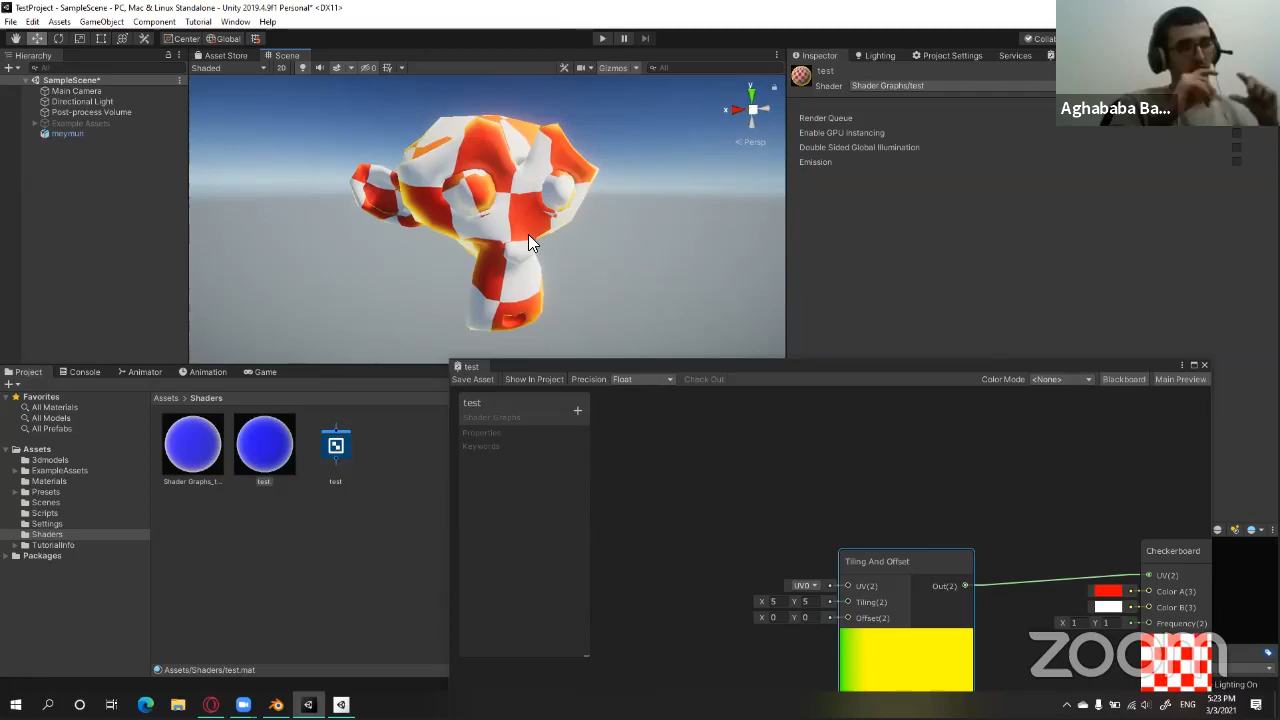 TestProject - SampleScene - PC, Mac & Linux Standalone - Unity 2019.4.9f1 Personal* <DX11>
File Edit Assets GameObject Component Tutorial Window Help
Center Global
Hierarchy
All
SampleScene*
Main Camera
Directional Light
Post-process Volume
Example Assets
meymun
Asset Store Scene
Shaded 2D 0 Gizmos All
y
x
Persp
Inspector Lighting Project Settings Services
test
Shader Shader Graphs/test
Render Queue
Enable GPU Instancing
Double Sided Global Illumination
Emission
Aghababa Ba...
Project Console Animator Animation Game
Favorites
All Materials
All Models
All Prefabs
Assets
3dmodels
ExampleAssets
Materials
Presets
Scenes
Scripts
Settings
Shaders
TutorialInfo
Packages
Assets > Shaders
Shader Graphs_t...
test
test
Assets/Shaders/test.mat
test
Save Asset Show In Project Precision Float Check Out Color Mode <None> Blackboard Main Preview
test
Shader Graphs
Properties
Keywords
Tiling And Offset
UV0 UV(2) Out(2)
X 5 Y 5 Tiling(2)
X 0 Y 0 Offset(2)
Checkerboard
UV(2)
Color A(3)
Color B(3)
X 1 Y 1 Frequency(2)
zoom
Lighting On
ENG
5:23 PM
3/3/2021